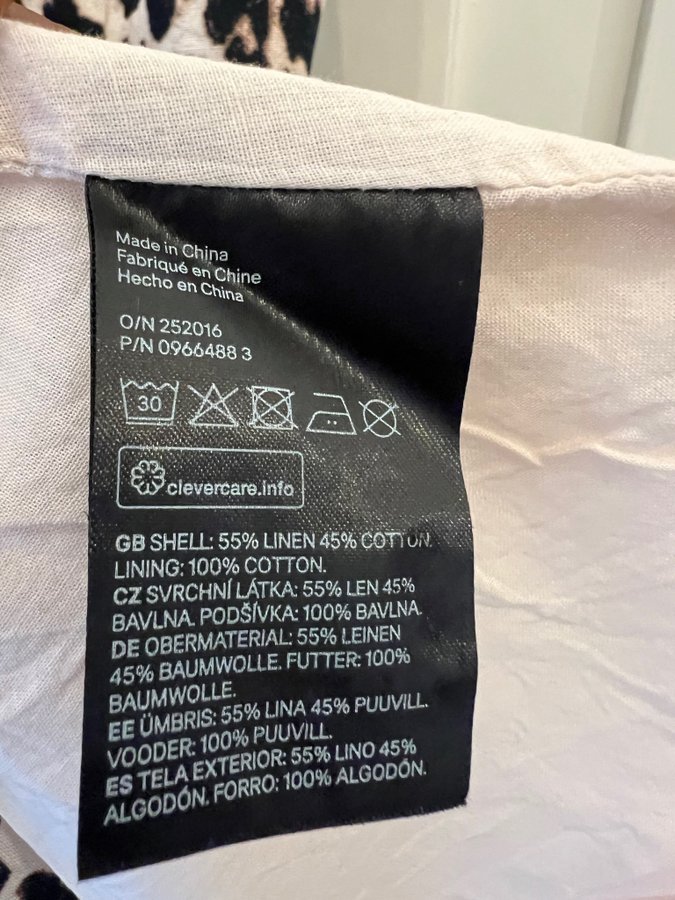 Made in China
Fabriqué en Chine
Hecho en China
O/N 252016
P/N 0966488 3
30
clevercare.info
GB SHELL: 55% LINEN 45% COTTON.
LINING: 100% COTTON.
CZ SVRCHNÍ LÁTKA: 55% LEN 45%
BAVLNA. PODŠÍVKA: 100% BAVLNA.
DE OBERMATERIAL: 55% LEINEN
45% BAUMWOLLE. FUTTER: 100%
BAUMWOLLE.
EE ÜMBRIS: 55% LINA 45% PUUVILL.
VOODER: 100% PUUVILL.
ES TELA EXTERIOR: 55% LINO 45%
ALGODÓN. FORRO: 100% ALGODÓN.